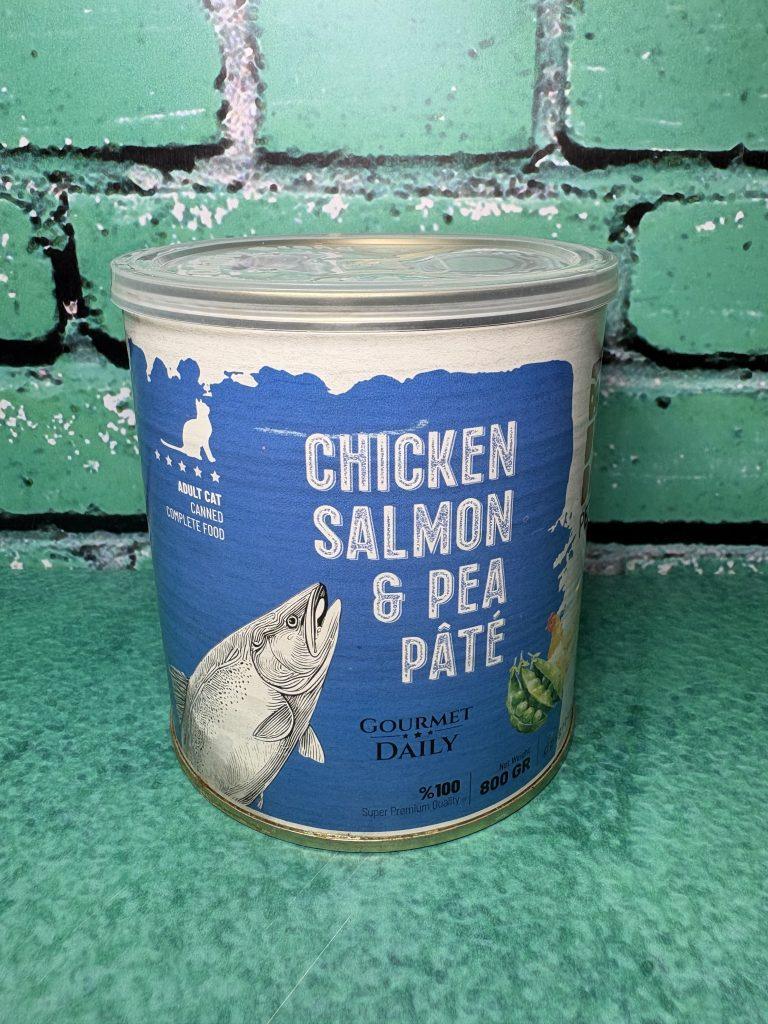 ADULT CAT
CANNED
COMPLETE FOOD
CHICKEN
SALMON
& PEA
PÂTÉ
GOURMET
DAILY
%100
Super Premium Quality
Net Weight
800 GR